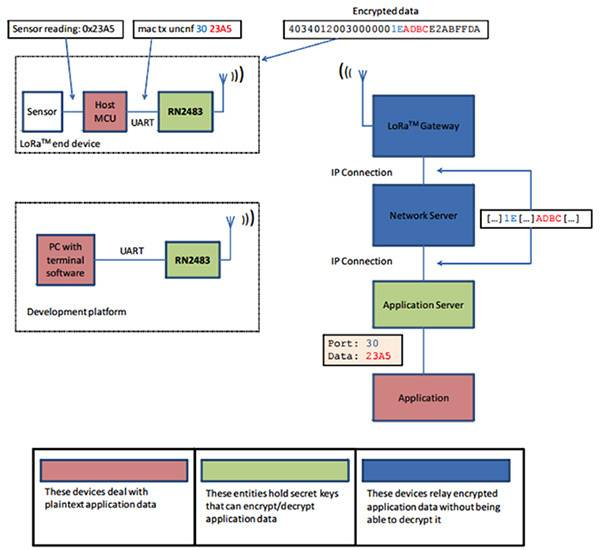 Encrypted data
Sensor reading: 0x23A5
mac tx uncnf 30 23A5
40340120030000001EADBCE2ABFFDA
Sensor
Host
MCU
UART
RN2483
LoRa™ end device
LoRa™ Gateway
IP Connection
Network Server
[…]1E[…]ADBC[…]
IP Connection
PC with
terminal
software
UART
RN2483
Development platform
Application Server
Port: 30
Data: 23A5
Application
These devices deal with
plaintext application data
These entities hold secret keys
that can encrypt/decrypt
application data
These devices relay encrypted
application data without being
able to decrypt it